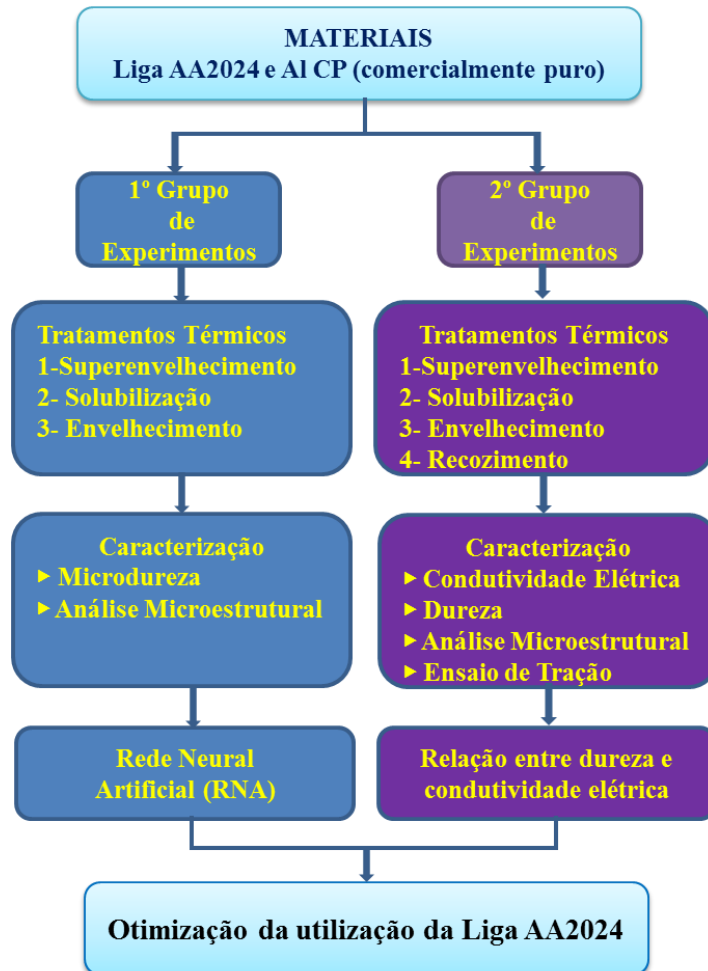 MATERIAIS
Liga AA2024 e Al CP (comercialmente puro)
1º Grupo
de
Experimentos
2º Grupo
de
Experimentos
Tratamentos Térmicos
1-Superenvelhecimento
2- Solubilização
3- Envelhecimento
Tratamentos Térmicos
1-Superenvelhecimento
2- Solubilização
3- Envelhecimento
4- Recozimento
Caracterização
▶ Microdureza
▶ Análise Microestrutural
Caracterização
▶ Condutividade Elétrica
▶ Dureza
▶ Análise Microestrutural
▶ Ensaio de Tração
Rede Neural
Artificial (RNA)
Relação entre dureza e
condutividade elétrica
Otimização da utilização da Liga AA2024